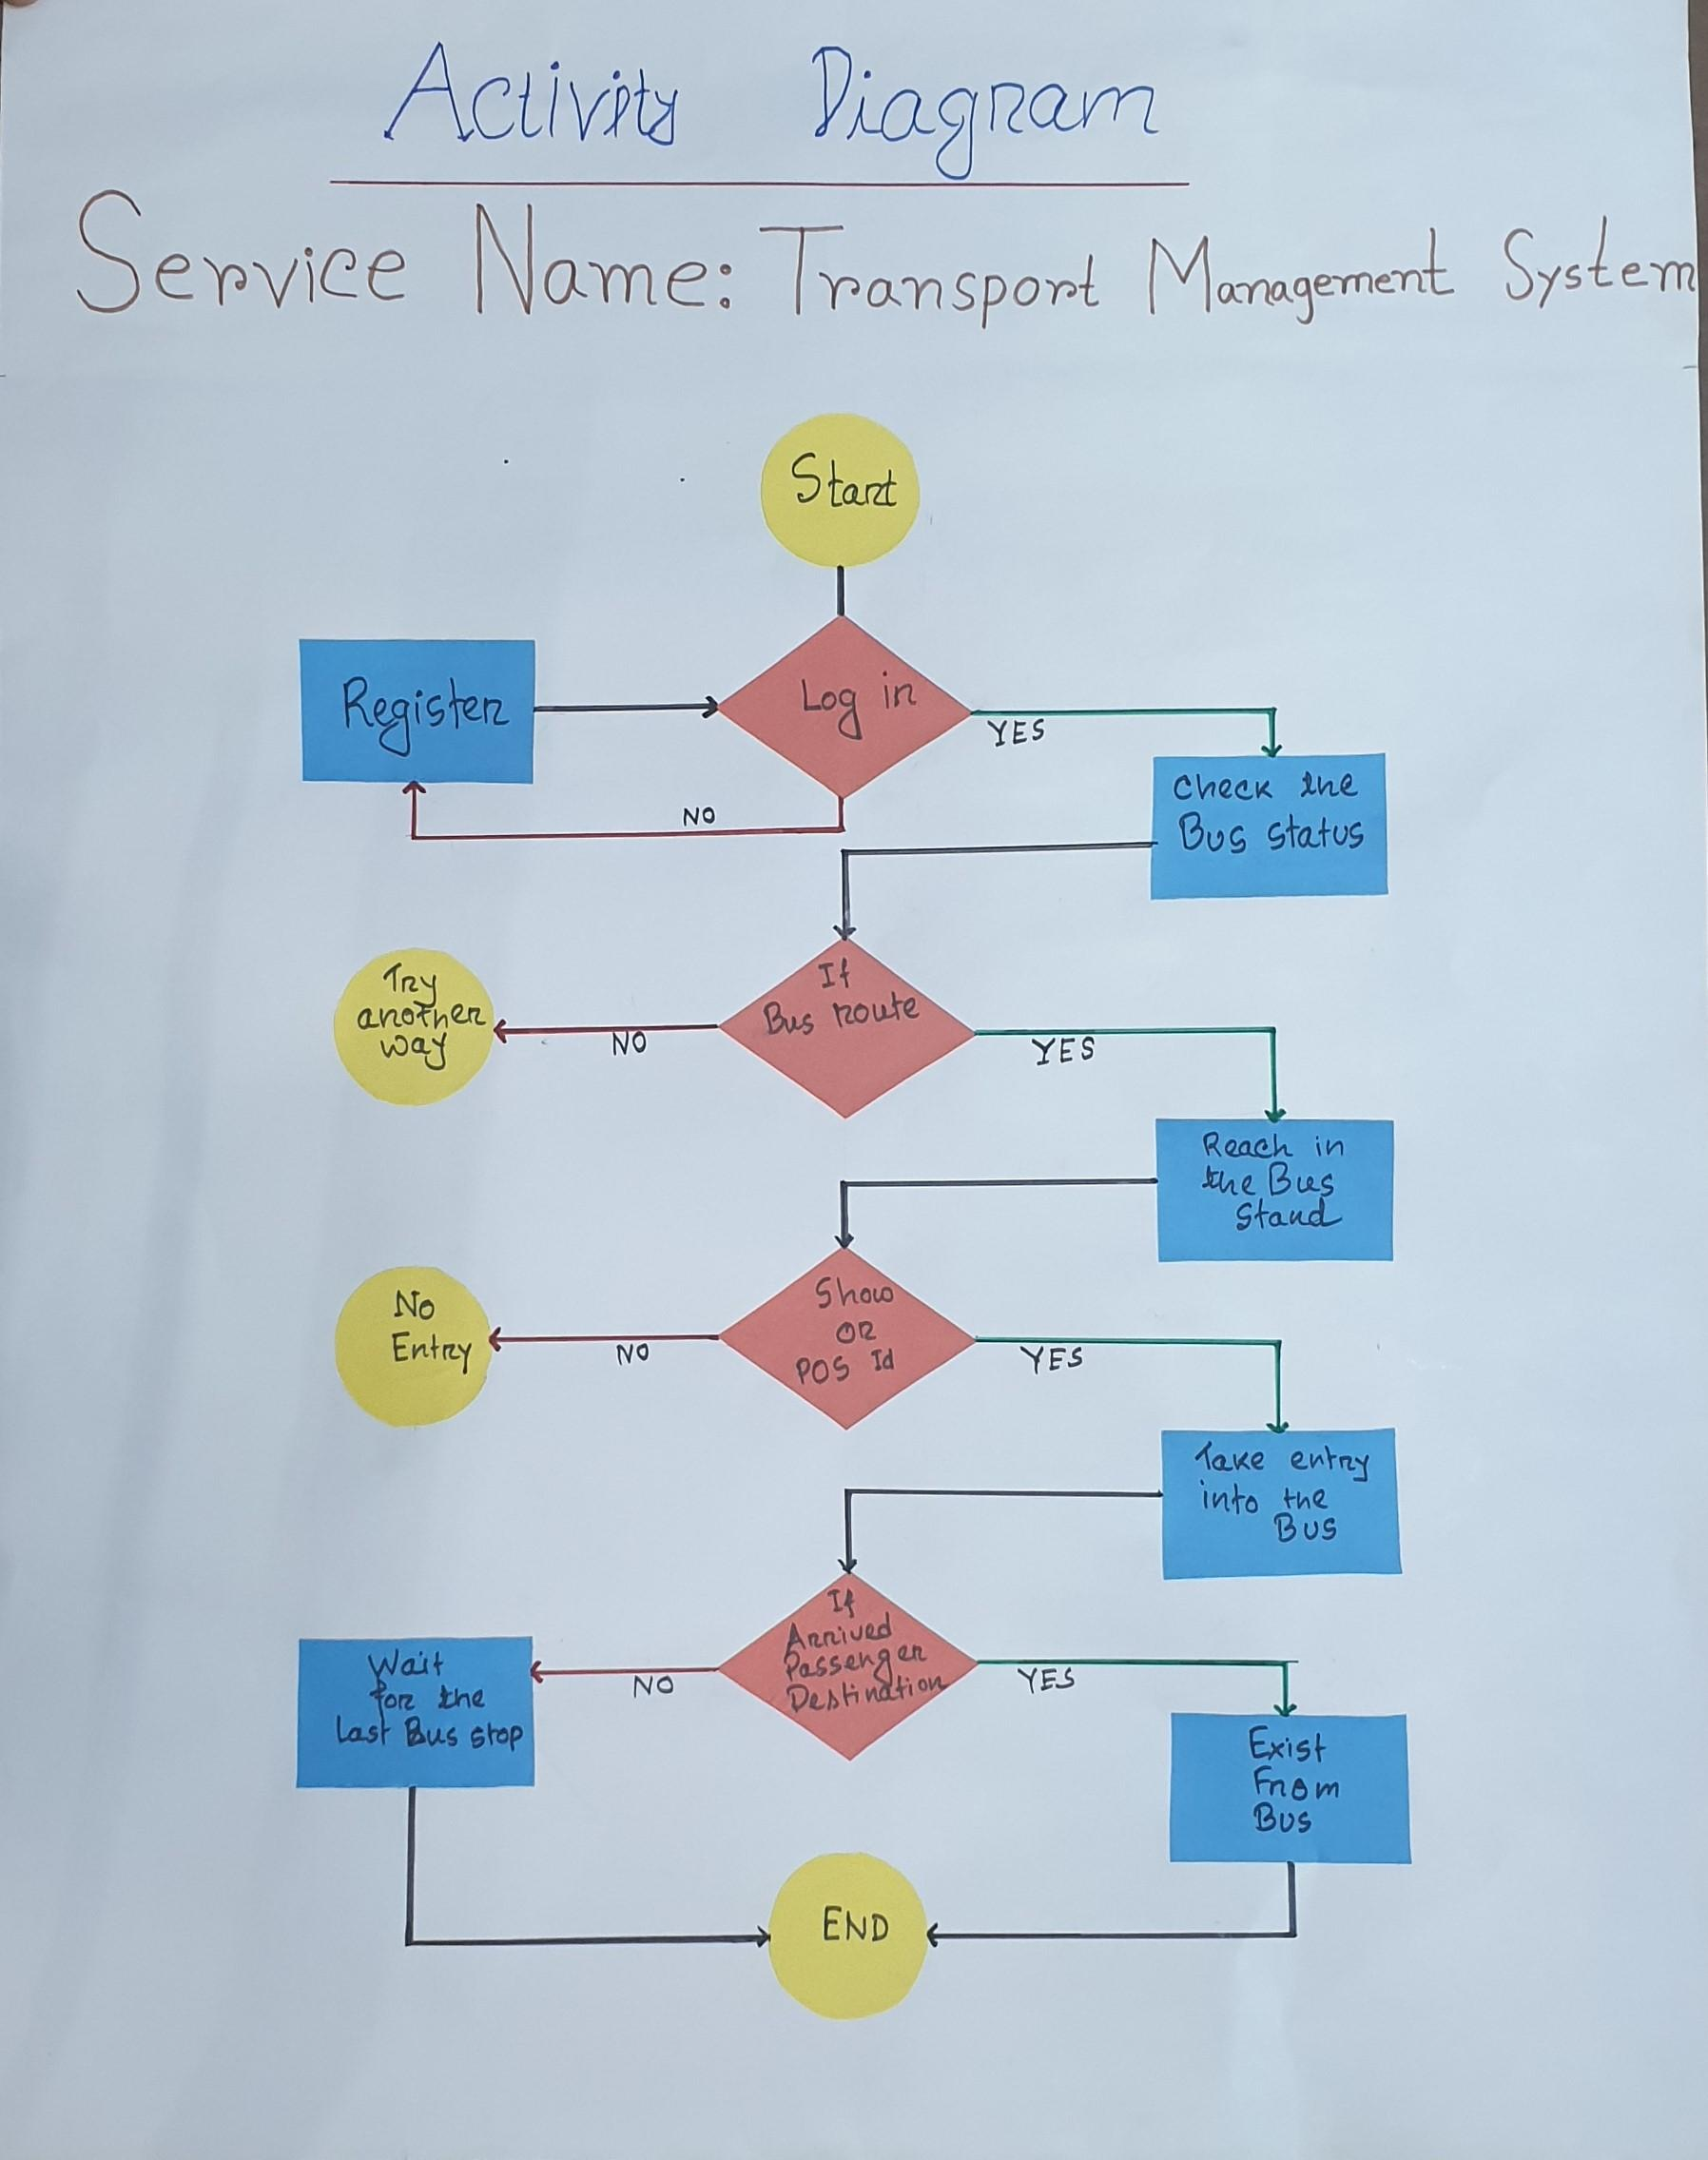 Activity Diagram
Service Name: Transport Management System
Start
Register
Log in
YES
NO
Check the
Bus status
If
Bus route
Try
another
way
NO
YES
Reach in
the Bus
Stand
Show
OR
POS Id
No
Entry
NO
YES
Take entry
into the
Bus
If
Arrived
Passenger
Destination
Wait
for the
Last Bus stop
NO
YES
Exist
From
Bus
END